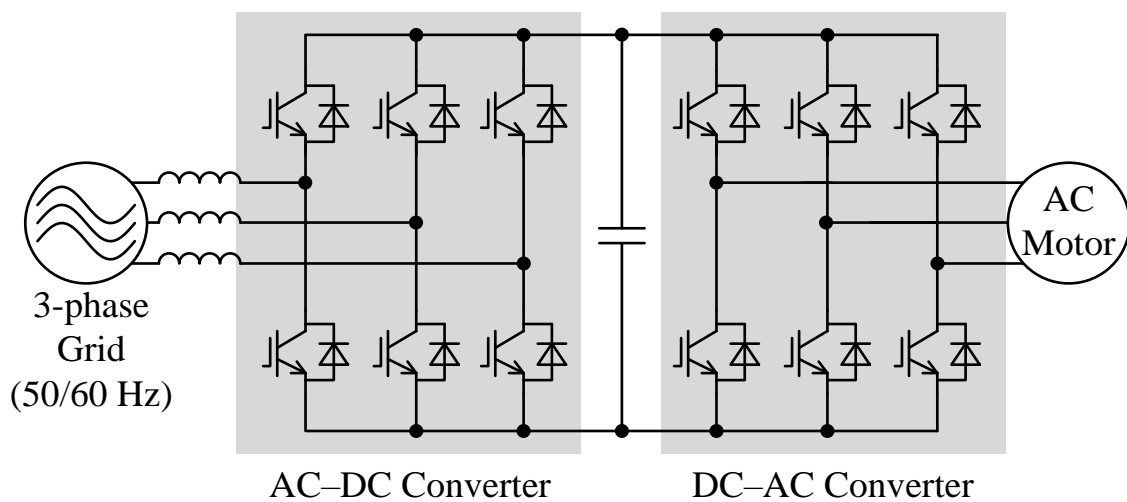 AC
Motor
3-phase
Grid
(50/60 Hz)
AC–DC Converter
DC–AC Converter